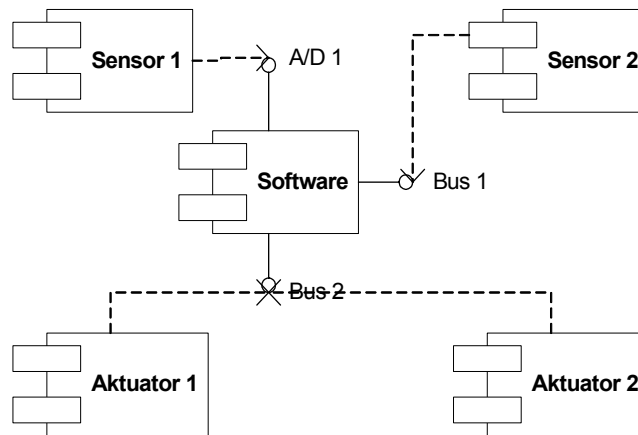 Sensor 1
A/D 1
Sensor 2
Software
Bus 1
Bus 2
Aktuator 1
Aktuator 2